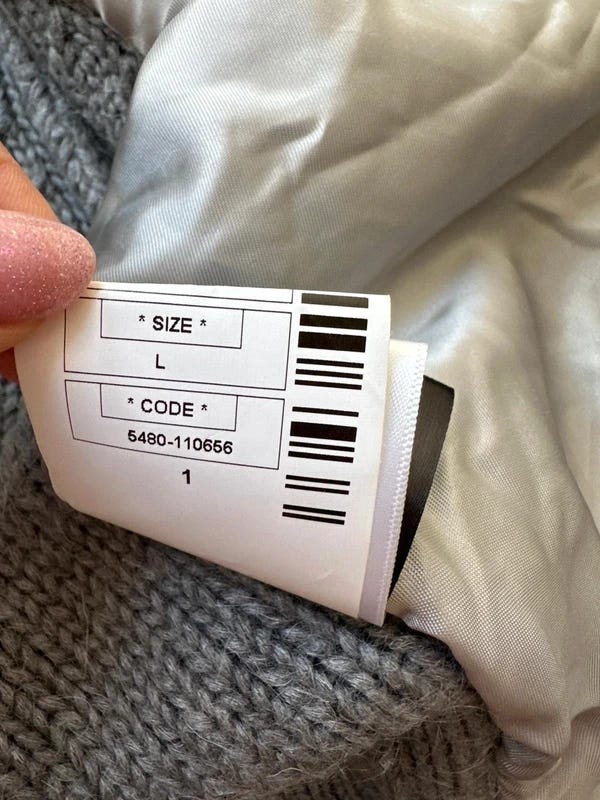 * SIZE *
L
* CODE *
5480-110656
1